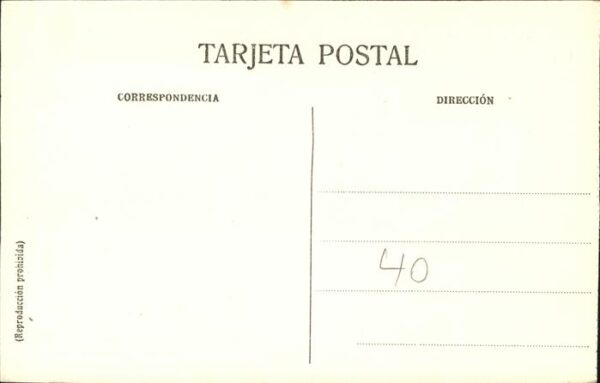 TARJETA POSTAL
CORRESPONDENCIA
DIRECCIÓN
40
(Reproducción prohibida)